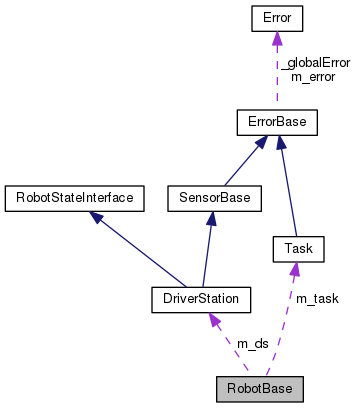 Error
_globalError
m_error
ErrorBase
RobotStateInterface
SensorBase
Task
DriverStation
m_task
m_ds
RobotBase